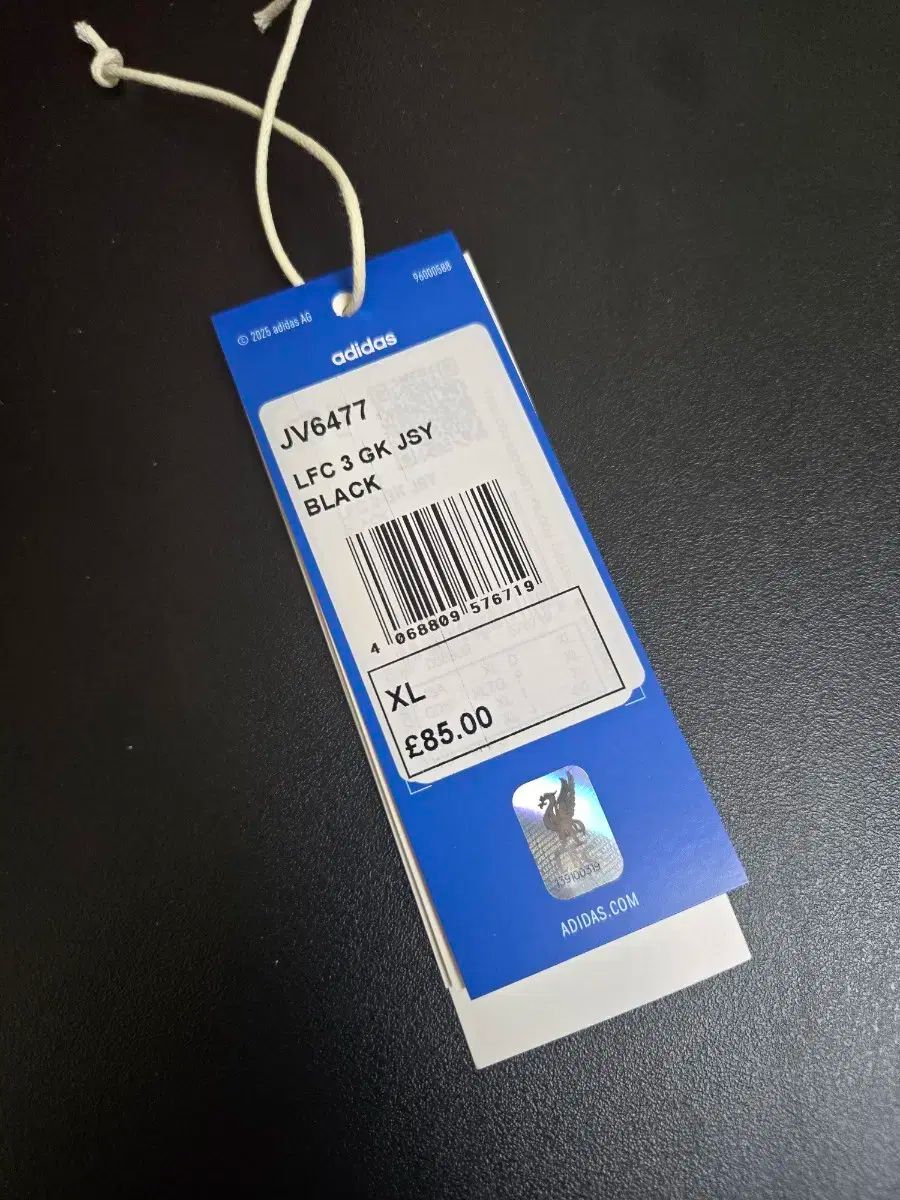 © 2025 adidas AG
96000588
adidas
JV6477
LFC 3 GK JSY
BLACK
4 068809 576719
XL
£85.00
ADIDAS.COM